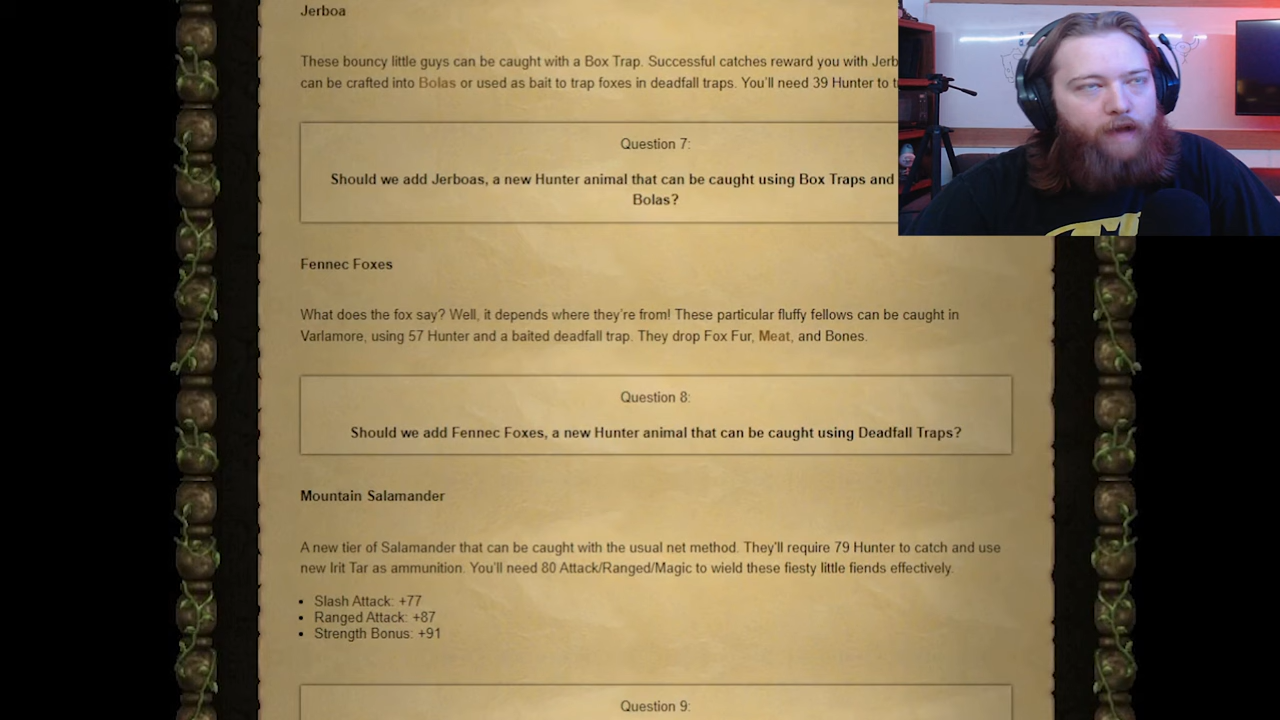 Jerboa
These bouncy little guys can be caught with a Box Trap. Successful catches reward you with Jerb
can be crafted into Bolas or used as bait to trap foxes in deadfall traps. You'll need 39 Hunter to
Question 7:
Should we add Jerboas, a new Hunter animal that can be caught using Box Traps and
Bolas?
Fennec Foxes
What does the fox say? Well, it depends where they're from! These particular fluffy fellows can be caught in
Varlamore, using 57 Hunter and a baited deadfall trap. They drop Fox Fur, Meat, and Bones.
Question 8:
Should we add Fennec Foxes, a new Hunter animal that can be caught using Deadfall Traps?
Mountain Salamander
A new tier of Salamander that can be caught with the usual net method. They'll require 79 Hunter to catch and use
new Irit Tar as ammunition. You'll need 80 Attack/Ranged/Magic to wield these fiesty little fiends effectively.
• Slash Attack: +77
• Ranged Attack: +87
• Strength Bonus: +91
Question 9: